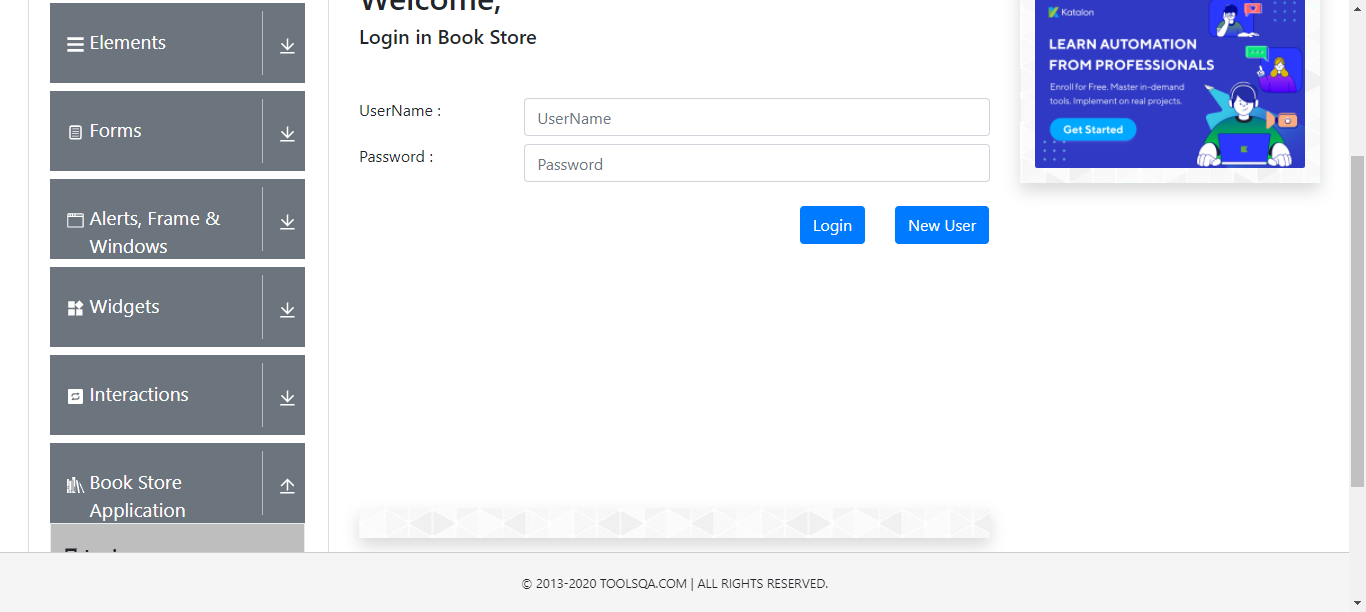 Elements
Forms
Alerts, Frame &
Windows
Widgets
Interactions
Book Store
Application
Welcome,
Login in Book Store
UserName :
UserName
Password :
Password
Login
New User
Katalon
LEARN AUTOMATION
FROM PROFESSIONALS
Enroll for Free. Master in-demand
tools. Implement on real projects.
Get Started
© 2013-2020 TOOLSQA.COM | ALL RIGHTS RESERVED.